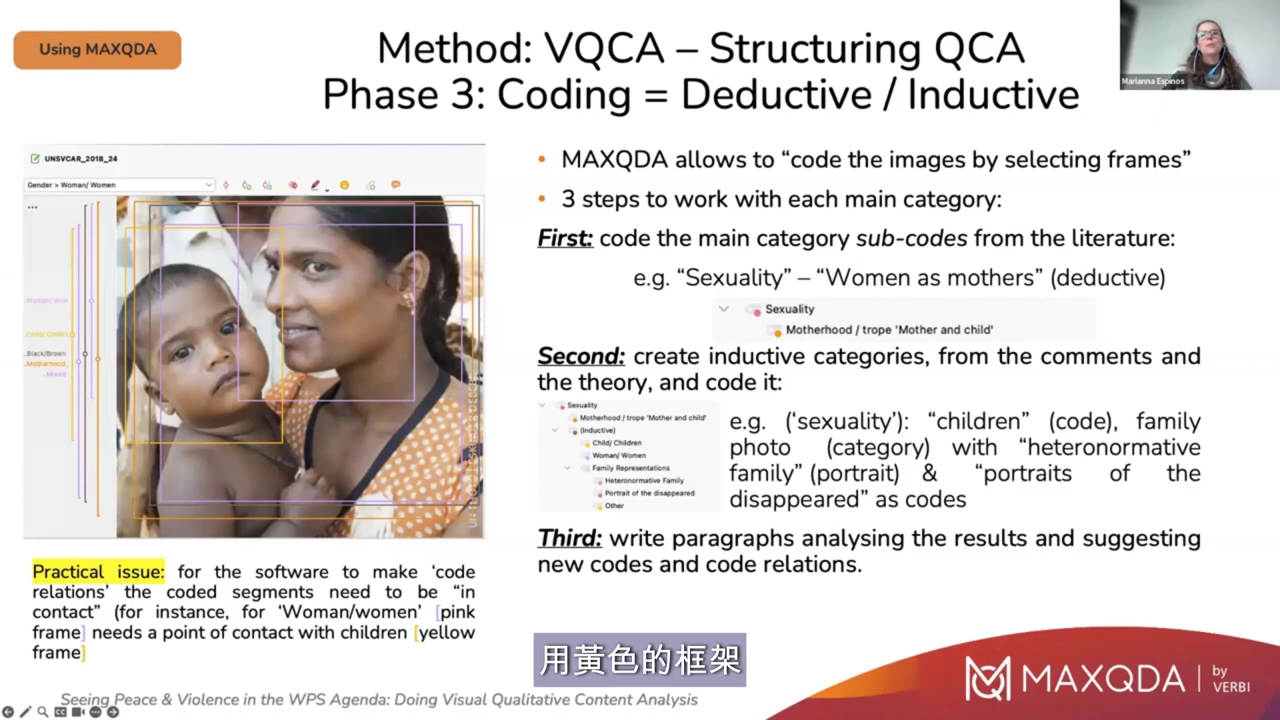 Using MAXQDA
Method: VQCA – Structuring QCA
Phase 3: Coding = Deductive / Inductive
Marianna Espinos
UNSVCAR_2018_24
Gender > Woman/ Women
...
..Black/Brown
..Motherhood
..Mixed
Practical issue: for the software to make ‘code
relations’ the coded segments need to be “in
contact” (for instance, for ‘Woman/women’ [pink
frame] needs a point of contact with children [yellow
frame]
• MAXQDA allows to “code the images by selecting frames”
• 3 steps to work with each main category:
First: code the main category sub-codes from the literature:
e.g. “Sexuality” – “Women as mothers” (deductive)
Sexuality
Motherhood / trope 'Mother and child'
Second: create inductive categories, from the comments and
the theory, and code it:
Sexuality
Motherhood / trope 'Mother and child'
(Inductive)
Child/ Children
Woman/ Women
Family Representations
Heteronormative Family
Portrait of the disappeared
Other
e.g. (‘sexuality’): “children” (code), family
photo (category) with “heteronormative
family” (portrait) & “portraits of the
disappeared” as codes
Third: write paragraphs analysing the results and suggesting
new codes and code relations.
用黃色的框架
Seeing Peace & Violence in the WPS Agenda: Doing Visual Qualitative Content Analysis
MAXQDA
by
VERBI